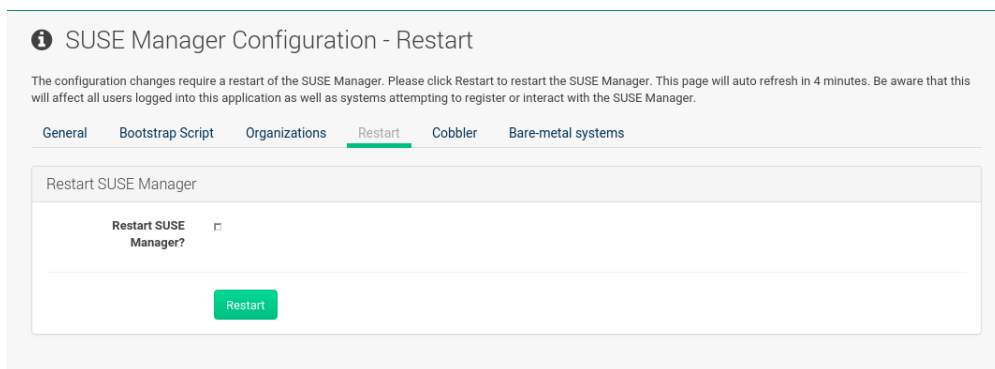 SUSE Manager Configuration - Restart
The configuration changes require a restart of the SUSE Manager. Please click Restart to restart the SUSE Manager. This page will auto refresh in 4 minutes. Be aware that this
will affect all users logged into this application as well as systems attempting to register or interact with the SUSE Manager.
General Bootstrap Script Organizations Restart Cobbler Bare-metal systems
Restart SUSE Manager
Restart SUSE
Manager?
Restart